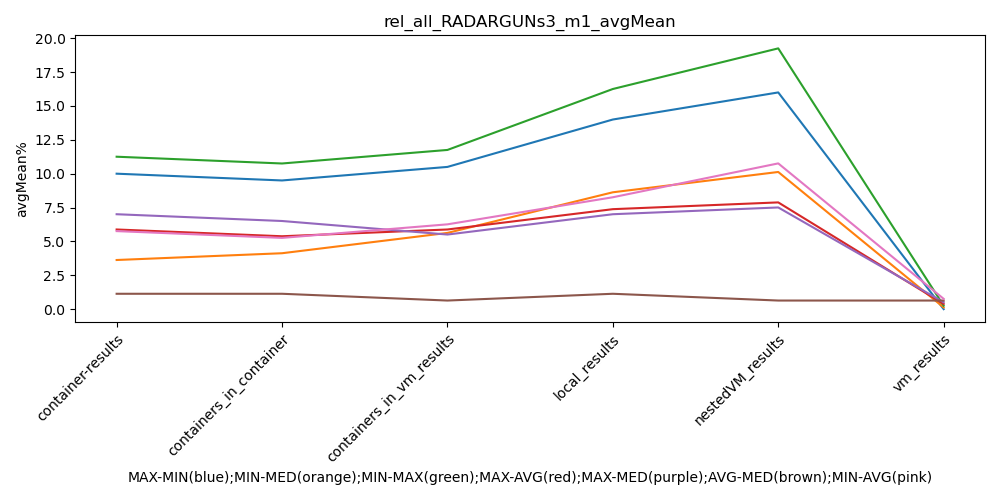 rel_all_RADARGUNs3_m1_avgMean
20.0
17.5
15.0
12.5
10.0
7.5
5.0
2.5
0.0
avgMean%
container-results
containers_in_container
containers_in_vm_results
local_results
nestedVM_results
vm_results
MAX-MIN(blue);MIN-MED(orange);MIN-MAX(green);MAX-AVG(red);MAX-MED(purple);AVG-MED(brown);MIN-AVG(pink)